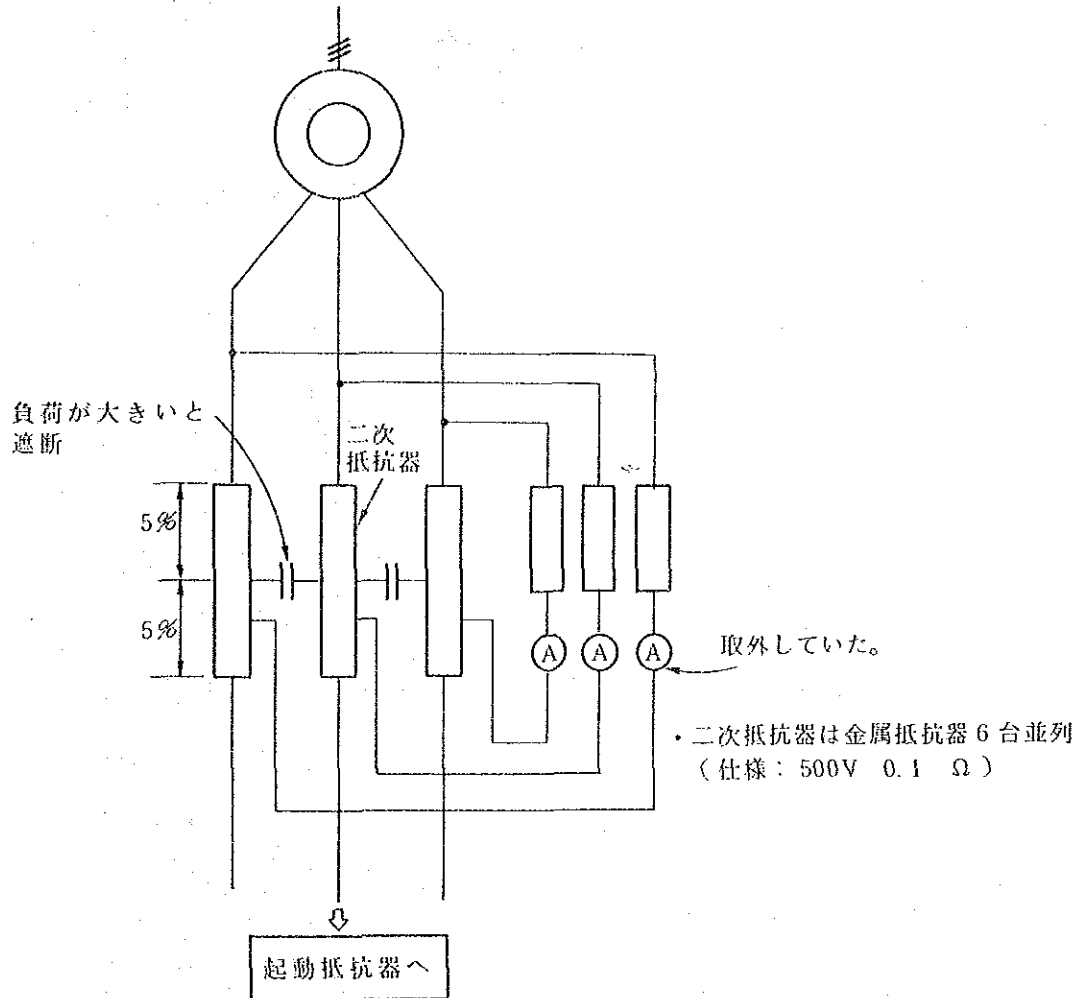 負荷が大きいと
遮断
二次
抵抗器
5%
5%
A A A
取外していた。
・二次抵抗器は金属抵抗器6台並列
(仕様:500V 0.1 Ω)
起動抵抗器へ